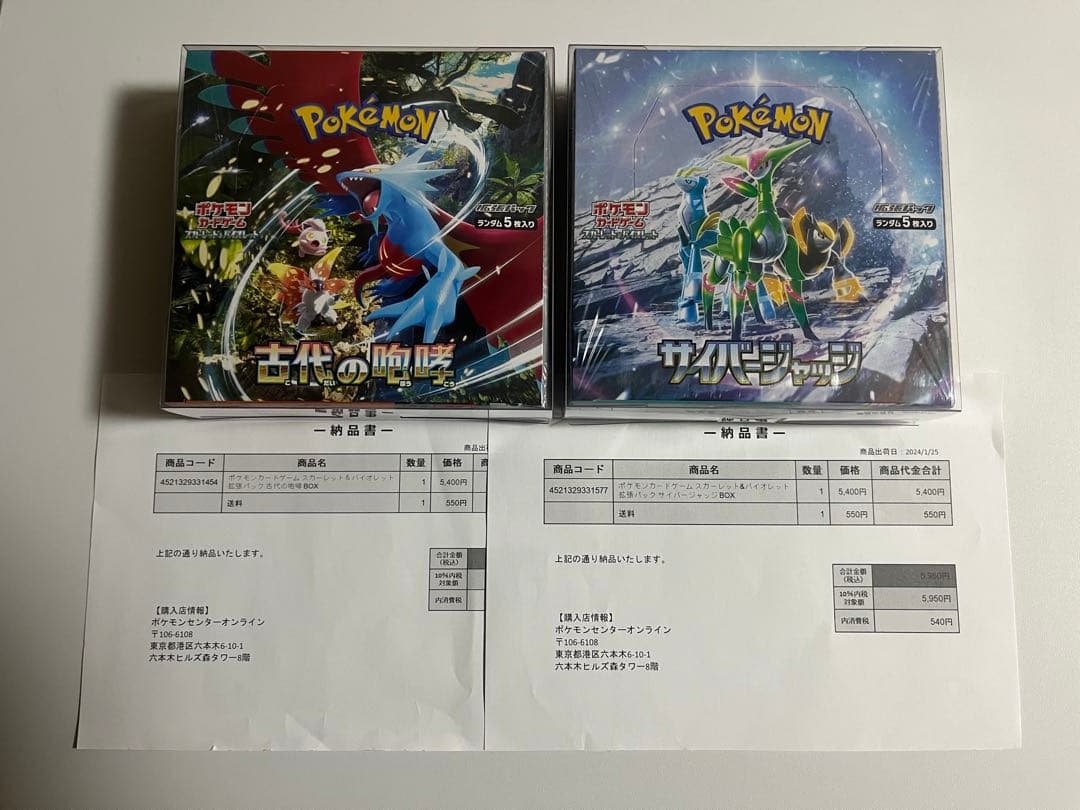 POKéMON
ポケモン
カードゲーム
スカーレット&バイオレット
拡張パック
ランダム5枚入り
古代の咆哮
こ だい ほう こう
POKéMON
ポケモン
カードゲーム
スカーレット&バイオレット
拡張パック
ランダム5枚入り
サイバージャッジ
ー納品書ー
商品出荷
商品コード 商品名 数量 価格 商
4521329331454 ポケモンカードゲーム スカーレット&バイオレット 1 5,400円
拡張パック 古代の咆哮 BOX
送料 1 550円
上記の通り納品いたします。
合計金額
(税込)
10%内税
対象額
内消費税
【購入店情報】
ポケモンセンターオンライン
〒106-6108
東京都港区六本木6-10-1
六本木ヒルズ森タワー8階
ー納品書ー
商品出荷日:2024/1/25
商品コード 商品名 数量 価格 商品代金合計
4521329331577 ポケモンカードゲーム スカーレット&バイオレット 1 5,400円 5,400円
拡張パック サイバージャッジ BOX
送料 1 550円 550円
上記の通り納品いたします。
合計金額
(税込) 5,950円
10%内税
対象額 5,950円
内消費税 540円
【購入店情報】
ポケモンセンターオンライン
〒106-6108
東京都港区六本木6-10-1
六本木ヒルズ森タワー8階